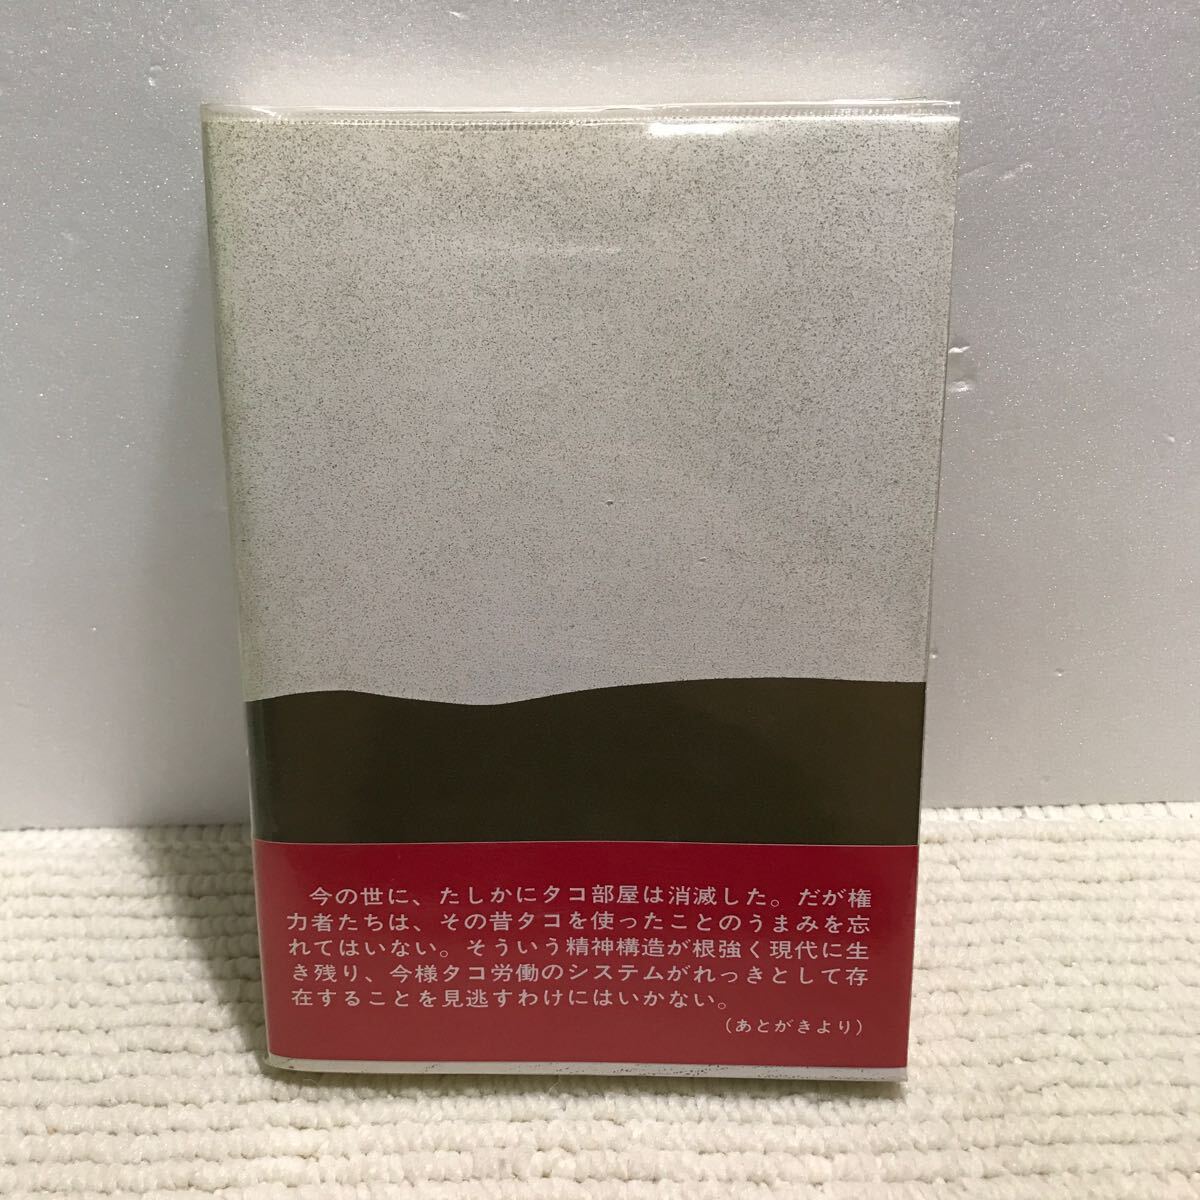 今の世に、たしかにタコ部屋は消滅した。だが権
力者たちは、その昔タコを使ったことのうまみを忘
れてはいない。そういう精神構造が根強く現代に生
き残り、今様タコ労働のシステムがれっきとして存
在することを見逃すわけにはいかない。
（あとがきより）